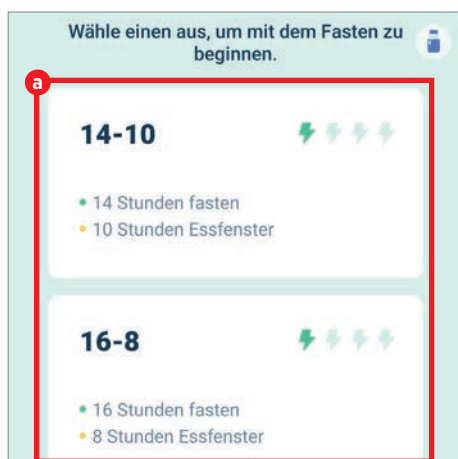 Wähle einen aus, um mit dem Fasten zu
beginnen.
a
14-10
• 14 Stunden fasten
• 10 Stunden Essfenster
16-8
• 16 Stunden fasten
• 8 Stunden Essfenster